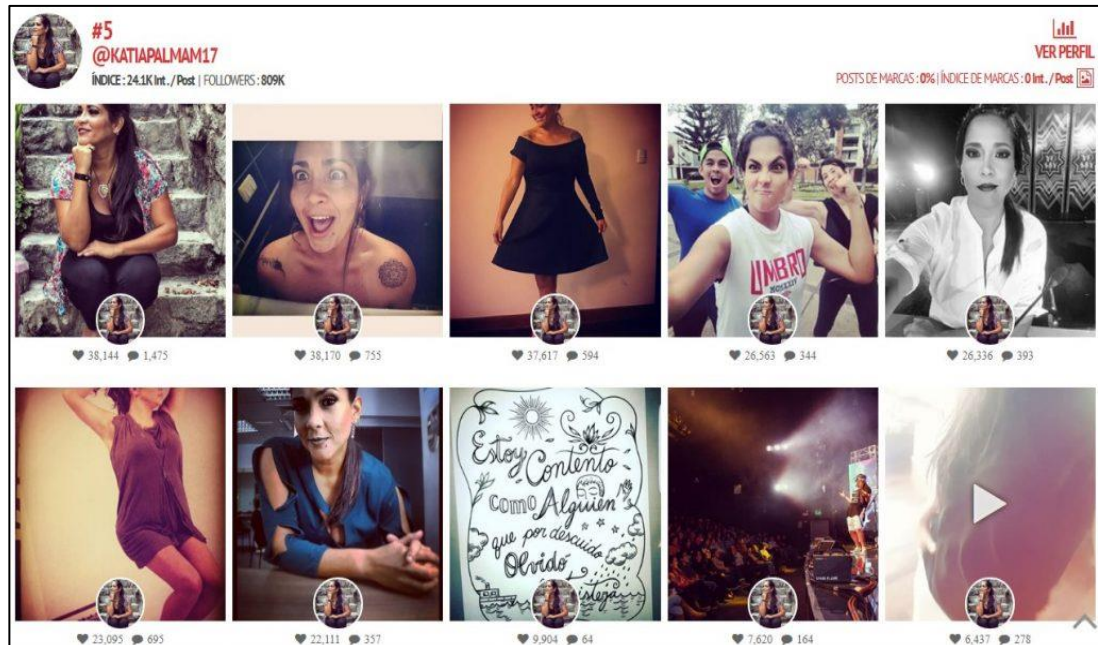 #5
@KATIAPALMAM17
ÍNDICE : 24.1K Int. / Post | FOLLOWERS : 809K
VER PERFIL
POSTS DE MARCAS : 0% | ÍNDICE DE MARCAS : 0 Int. / Post
UMBRO
38,144 1,475
38,170 755
37,617 594
26,563 344
26,336 393
Estoy
Contento
como Alguien
que por descuido
Olvidó
23,095 695
22,111 357
9,904 64
7,620 164
6,437 278